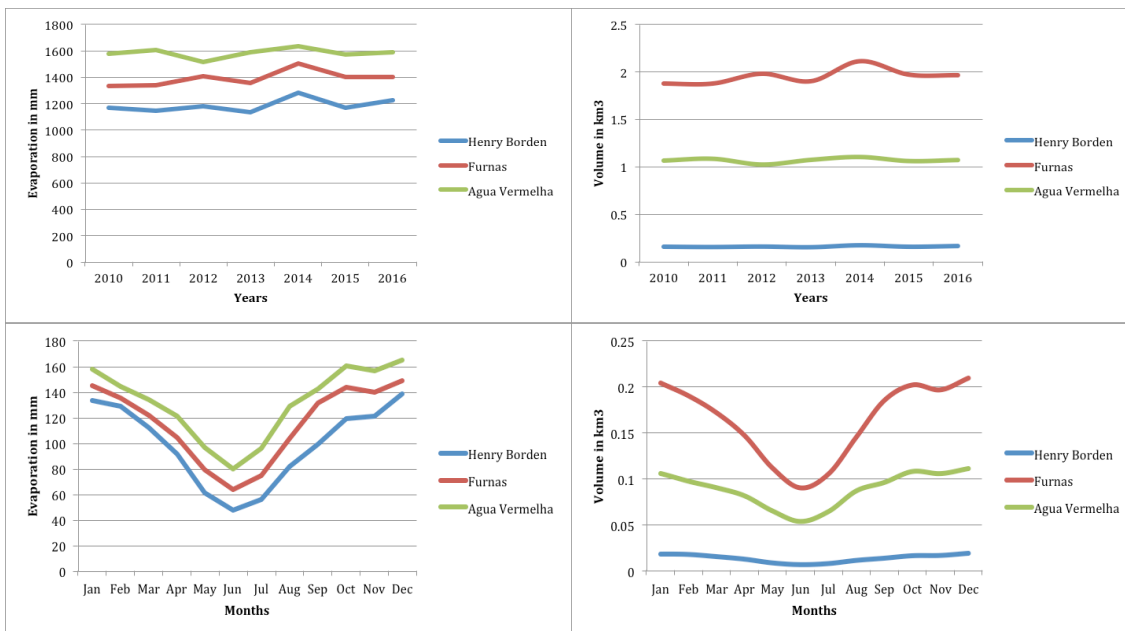 1800
1600
1400
1200
1000
800
600
400
200
0
Evaporation in mm
2010 2011 2012 2013 2014 2015 2016
Years
Henry Borden
Furnas
Agua Vermelha
2.5
2
1.5
1
0.5
0
Volume in km3
2010 2011 2012 2013 2014 2015 2016
Years
Henry Borden
Furnas
Agua Vermelha
180
160
140
120
100
80
60
40
20
0
Evaporation in mm
Jan Feb Mar Apr May Jun Jul Aug Sep Oct Nov Dec
Months
Henry Borden
Furnas
Agua Vermelha
0.25
0.2
0.15
0.1
0.05
0
Volume in km3
Jan Feb Mar Apr May Jun Jul Aug Sep Oct Nov Dec
Months
Henry Borden
Furnas
Agua Vermelha